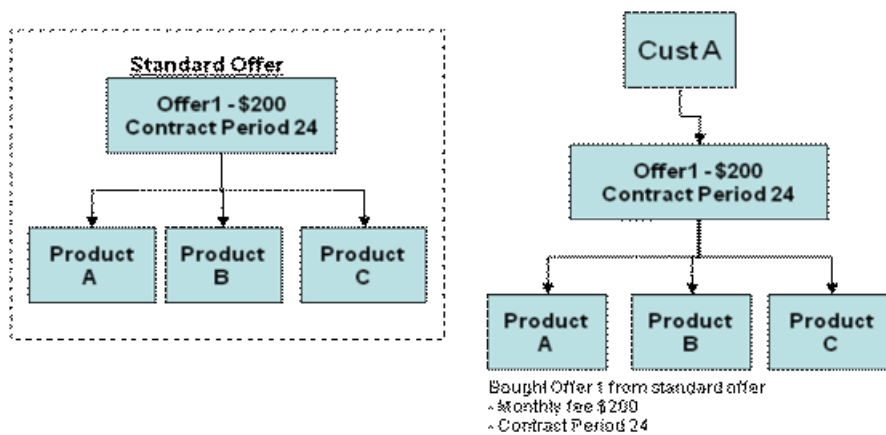 Standard Offer
Offer1 - $200
Contract Period 24
Product
A
Product
B
Product
C
Cust A
Offer1 - $200
Contract Period 24
Product
A
Product
B
Product
C
Bought Offer 1 from standard offer
- Monthly fee $200
- Contract Period 24